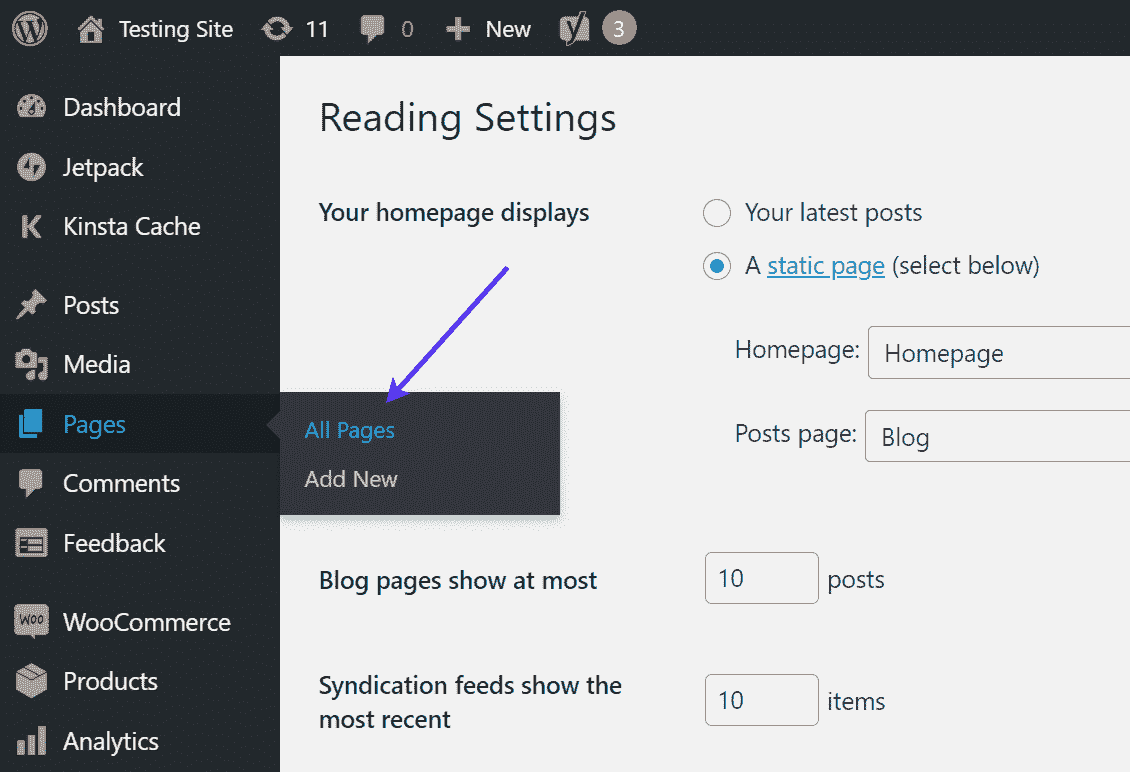 Testing Site 11 0 New 3
Dashboard
Jetpack
Kinsta Cache
Posts
Media
Pages
Comments
Feedback
WOO WooCommerce
Products
Analytics
All Pages
Add New
Reading Settings
Your homepage displays
Your latest posts
A static page (select below)
Homepage: Homepage
Posts page: Blog
Blog pages show at most 10 posts
Syndication feeds show the
most recent
10 items